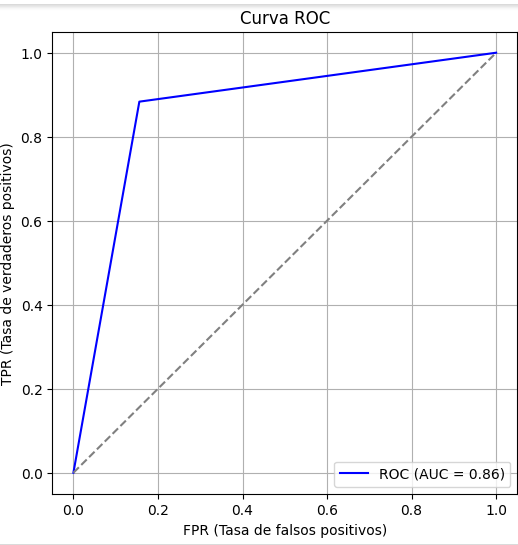 Curva ROC
TPR (Tasa de verdaderos positivos)
1.0
0.8
0.6
0.4
0.2
0.0
0.0 0.2 0.4 0.6 0.8 1.0
ROC (AUC = 0.86)
FPR (Tasa de falsos positivos)